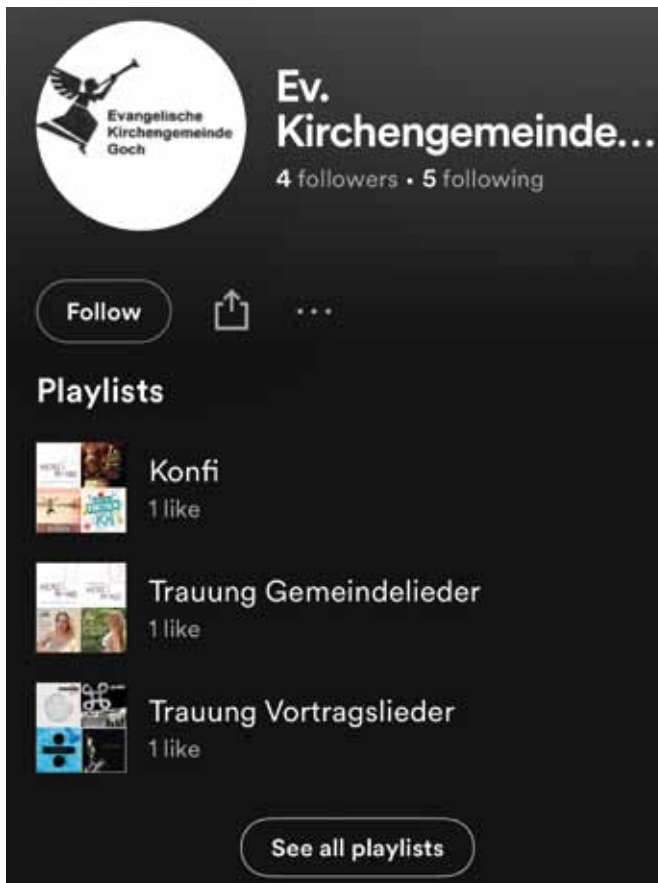 Evangelische
Kirchengemeinde
Goch
Ev.
Kirchengemeinde...
4 followers • 5 following
Follow
Playlists
Konfi
1 like
Trauung Gemeindelieder
1 like
Trauung Vortragslieder
1 like
See all playlists